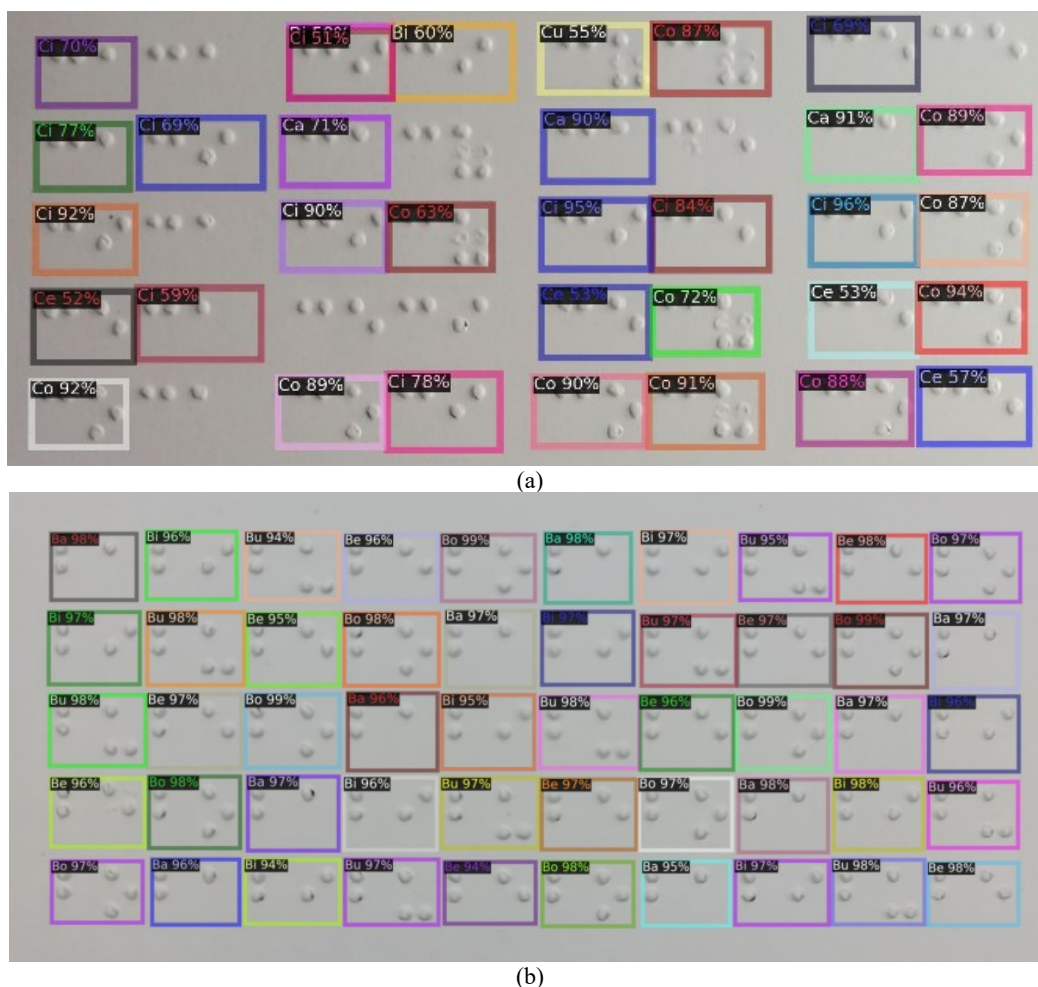 Ci 70% Ci 51% Bi 60% Cu 55% Co 87% Ci 69%
Ci 77% Ci 69% Ca 71% Ca 90% Ca 91% Co 89%
Ci 92% Ci 90% Co 63% Ci 95% Ci 84% Ci 96% Co 87%
Ce 52% Ci 59% Ce 53% Co 72% Ce 53% Co 94%
Co 92% Co 89% Ci 78% Co 90% Co 91% Co 88% Ce 57%
(a)
Ba 98% Bi 96% Bu 94% Be 96% Bo 99% Ba 98% Bi 97% Bu 95% Be 98% Bo 97%
Bi 97% Bu 98% Be 95% Bo 98% Ba 97% Bi 97% Bu 97% Be 97% Bo 99% Ba 97%
Bu 98% Be 97% Bo 99% Ba 96% Bi 95% Bu 98% Be 96% Bo 99% Ba 97% Bi 96%
Be 96% Bo 98% Ba 97% Bi 96% Bu 97% Be 97% Bo 97% Ba 98% Bi 98% Bu 96%
Bo 97% Ba 96% Bi 94% Bu 97% Be 94% Bo 98% Ba 95% Bi 97% Bu 98% Be 98%
(b)